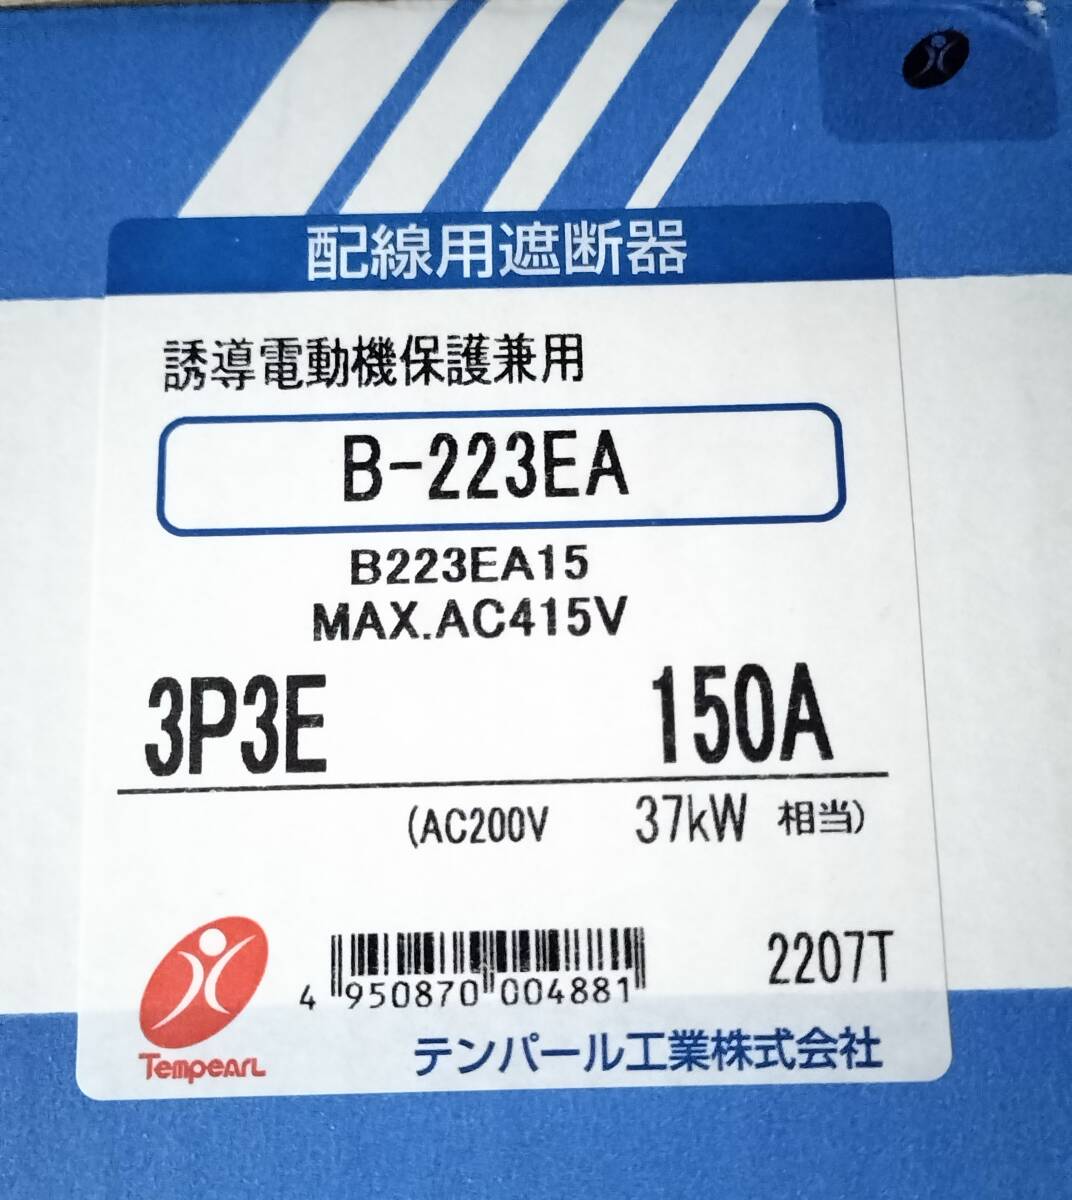 配線用遮断器
誘導電動機保護兼用
B-223EA
B223EA15
MAX.AC415V
3P3E 150A
(AC200V 37kW 相当)
2207T
4 950870 004881
TEMPEARL
テンパール工業株式会社